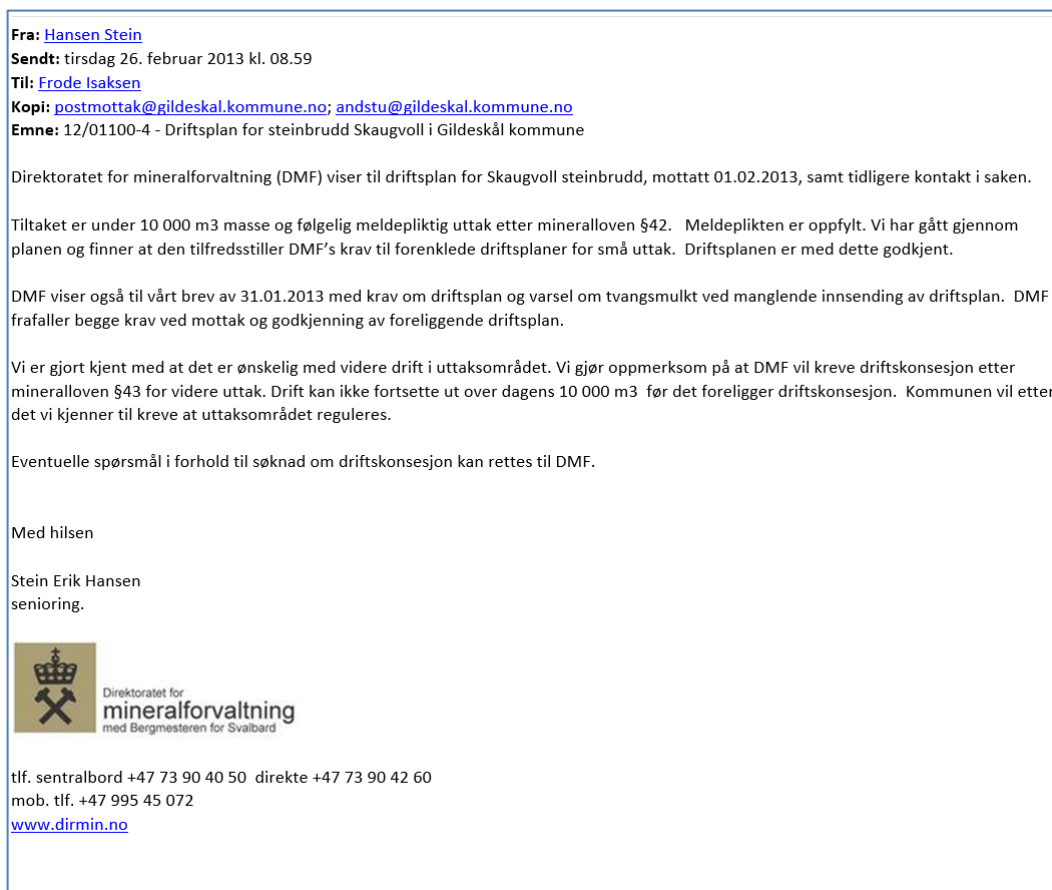 Fra: Hansen Stein
Sendt: tirsdag 26. februar 2013 kl. 08.59
Til: Frode Isaksen
Kopi: postmottak@gildeskal.kommune.no; andstu@gildeskal.kommune.no
Emne: 12/01100-4 - Driftsplan for steinbrudd Skaugvoll i Gildeskål kommune
Direktoratet for mineralforvaltning (DMF) viser til driftsplan for Skaugvoll steinbrudd, mottatt 01.02.2013, samt tidligere kontakt i saken.
Tiltaket er under 10 000 m3 masse og følgelig meldepliktig uttak etter mineralloven §42.   Meldeplikten er oppfylt. Vi har gått gjennom
planen og finner at den tilfredsstiller DMF's krav til forenklede driftsplaner for små uttak.  Driftsplanen er med dette godkjent.
DMF viser også til vårt brev av 31.01.2013 med krav om driftsplan og varsel om tvangsmulkt ved manglende innsending av driftsplan.  DMF
frafaller begge krav ved mottak og godkjenning av foreliggende driftsplan.
Vi er gjort kjent med at det er ønskelig med videre drift i uttaksområdet. Vi gjør oppmerksom på at DMF vil kreve driftskonsesjon etter
mineralloven §43 for videre uttak. Drift kan ikke fortsette ut over dagens 10 000 m3  før det foreligger driftskonsesjon.  Kommunen vil etter
det vi kjenner til kreve at uttaksområdet reguleres.
Eventuelle spørsmål i forhold til søknad om driftskonsesjon kan rettes til DMF.
Med hilsen
Stein Erik Hansen
senioring.
Direktoratet for
mineralforvaltning
med Bergmesteren for Svalbard
tlf. sentralbord +47 73 90 40 50  direkte +47 73 90 42 60
mob. tlf. +47 995 45 072
www.dirmin.no